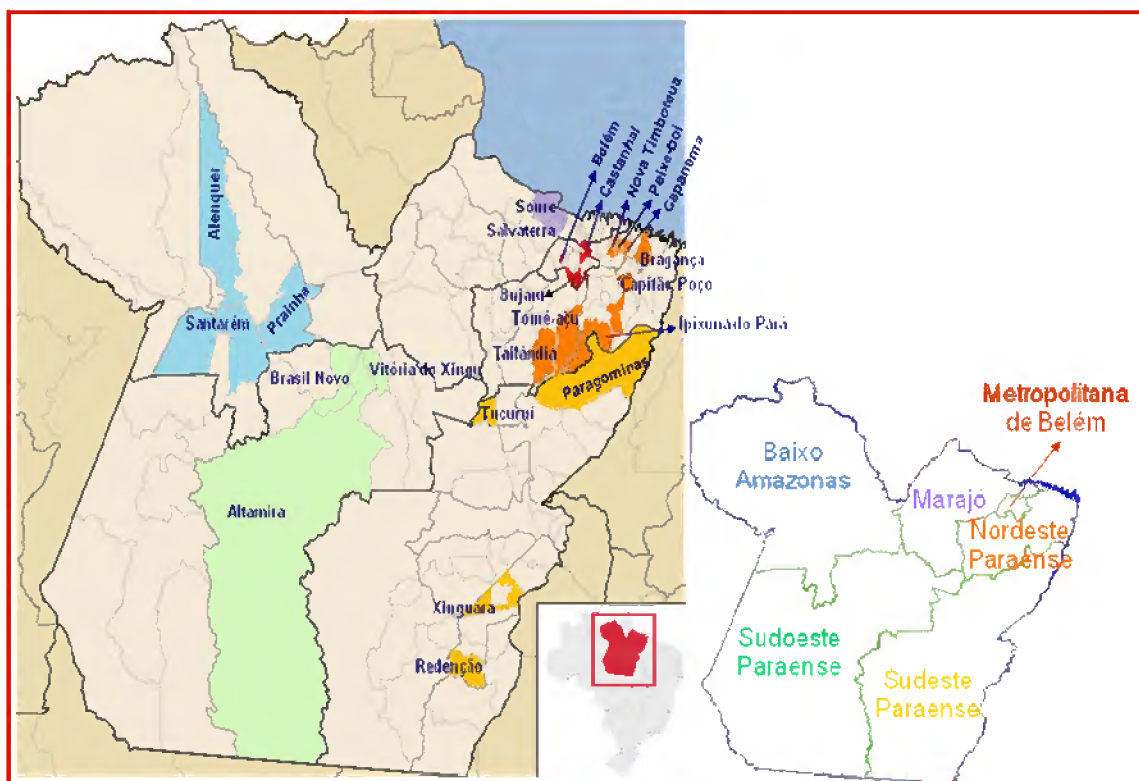 Belém
Castanhal
Nova Timboteua
Peixe-boi
Capanema
Alenquer
Soure
Salvaterra
Bragança
Capitão Poço
Bujaru
Prainha
Santarém
Tomé-açu
Ipixuna do Pará
Tailândia
Brasil Novo
Vitória do Xingu
Paragominas
Tucuruí
Altamira
Xinguara
Redenção
Metropolitana
de Belém
Baixo
Amazonas
Marajó
Nordeste
Paraense
Sudoeste
Paraense
Sudeste
Paraense